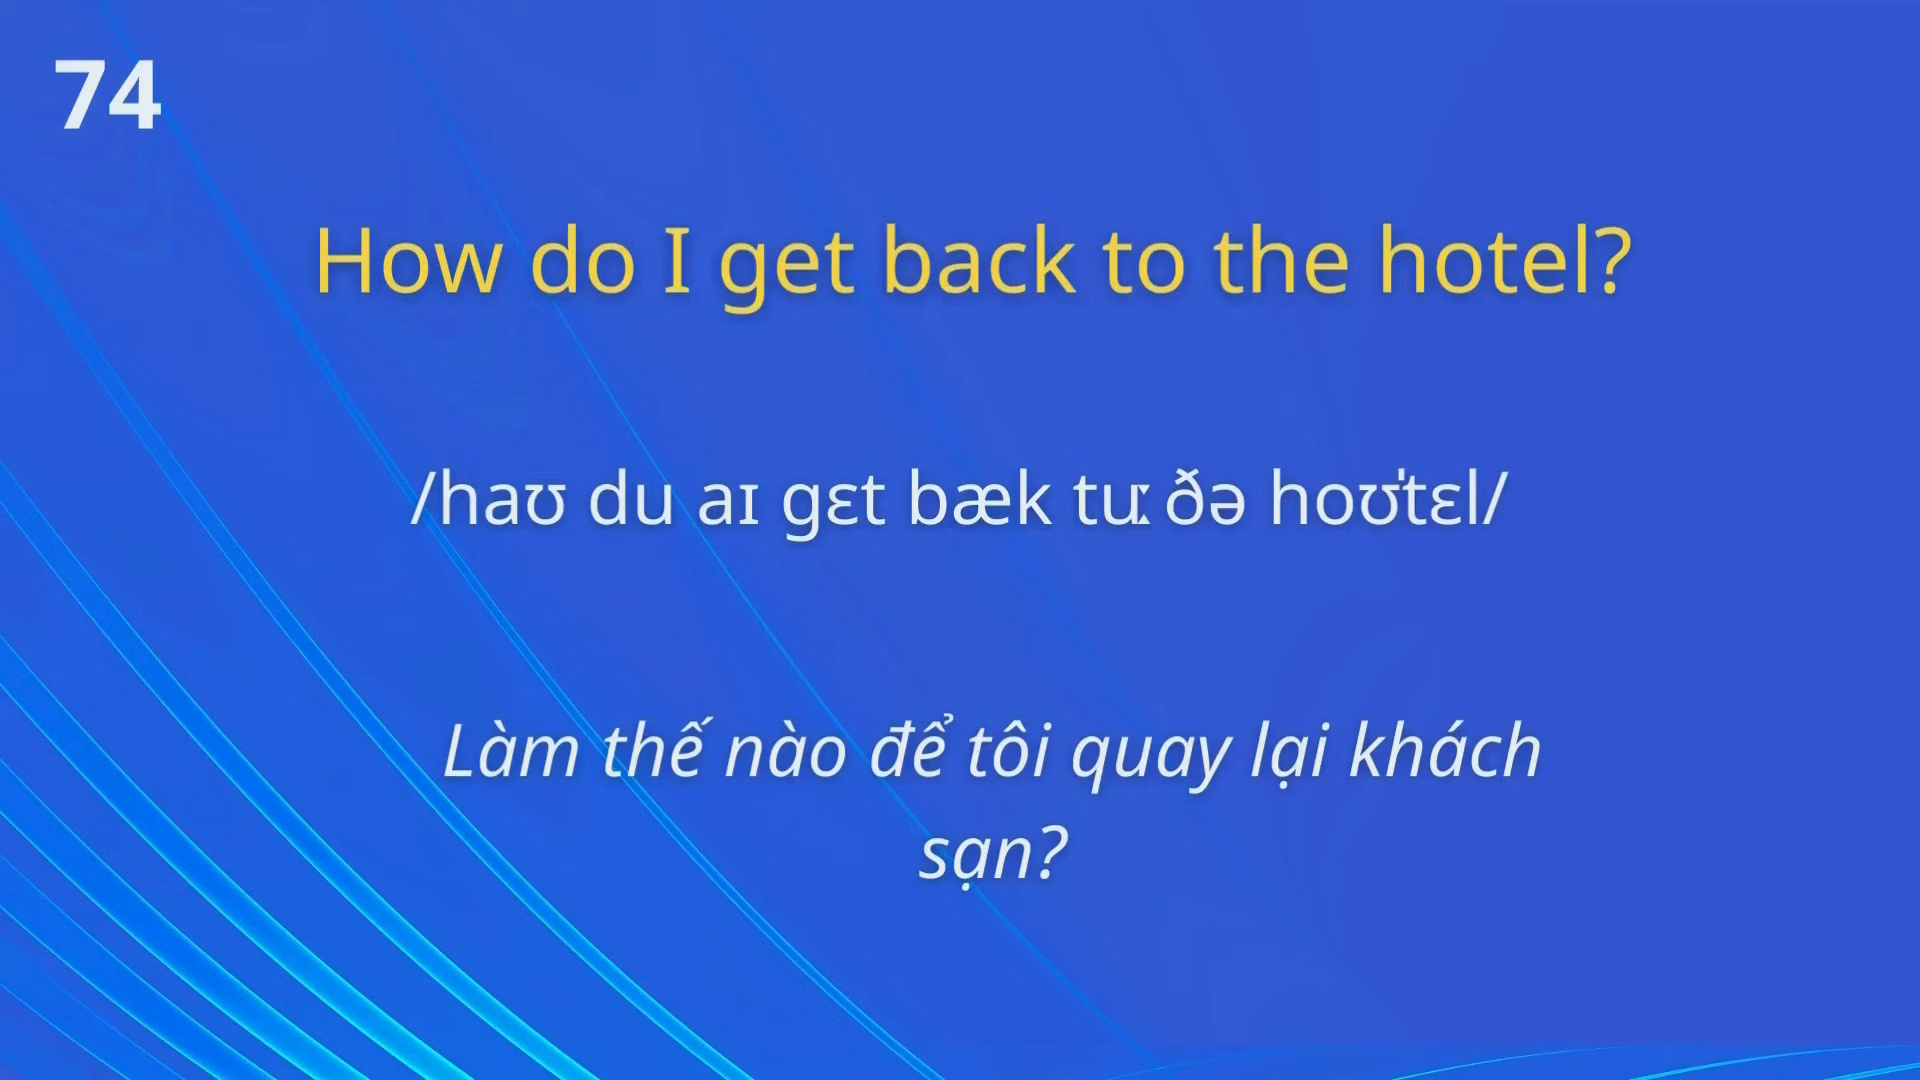 74
How do I get back to the hotel?
/haʊ du aɪ gɛt bæk tuː ðə hoʊˈtɛl/
Làm thế nào để tôi quay lại khách
sạn?